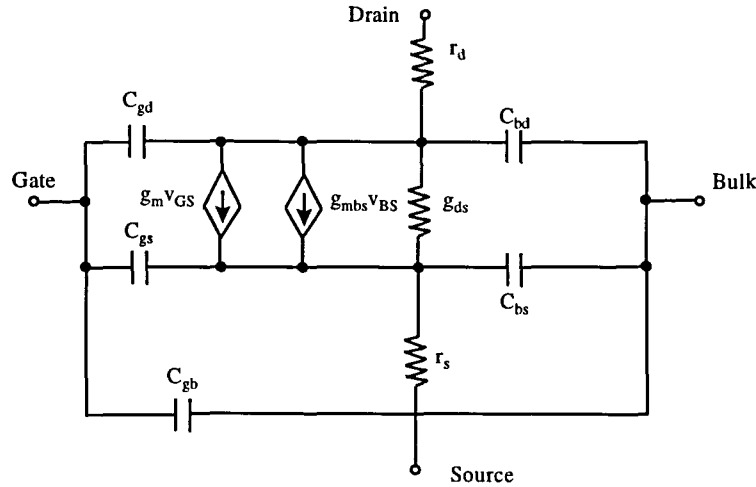 Drain
r_d
C_gd
C_bd
Gate
g_m v_GS
g_mbs v_BS
g_ds
Bulk
C_gs
C_bs
r_s
C_gb
Source